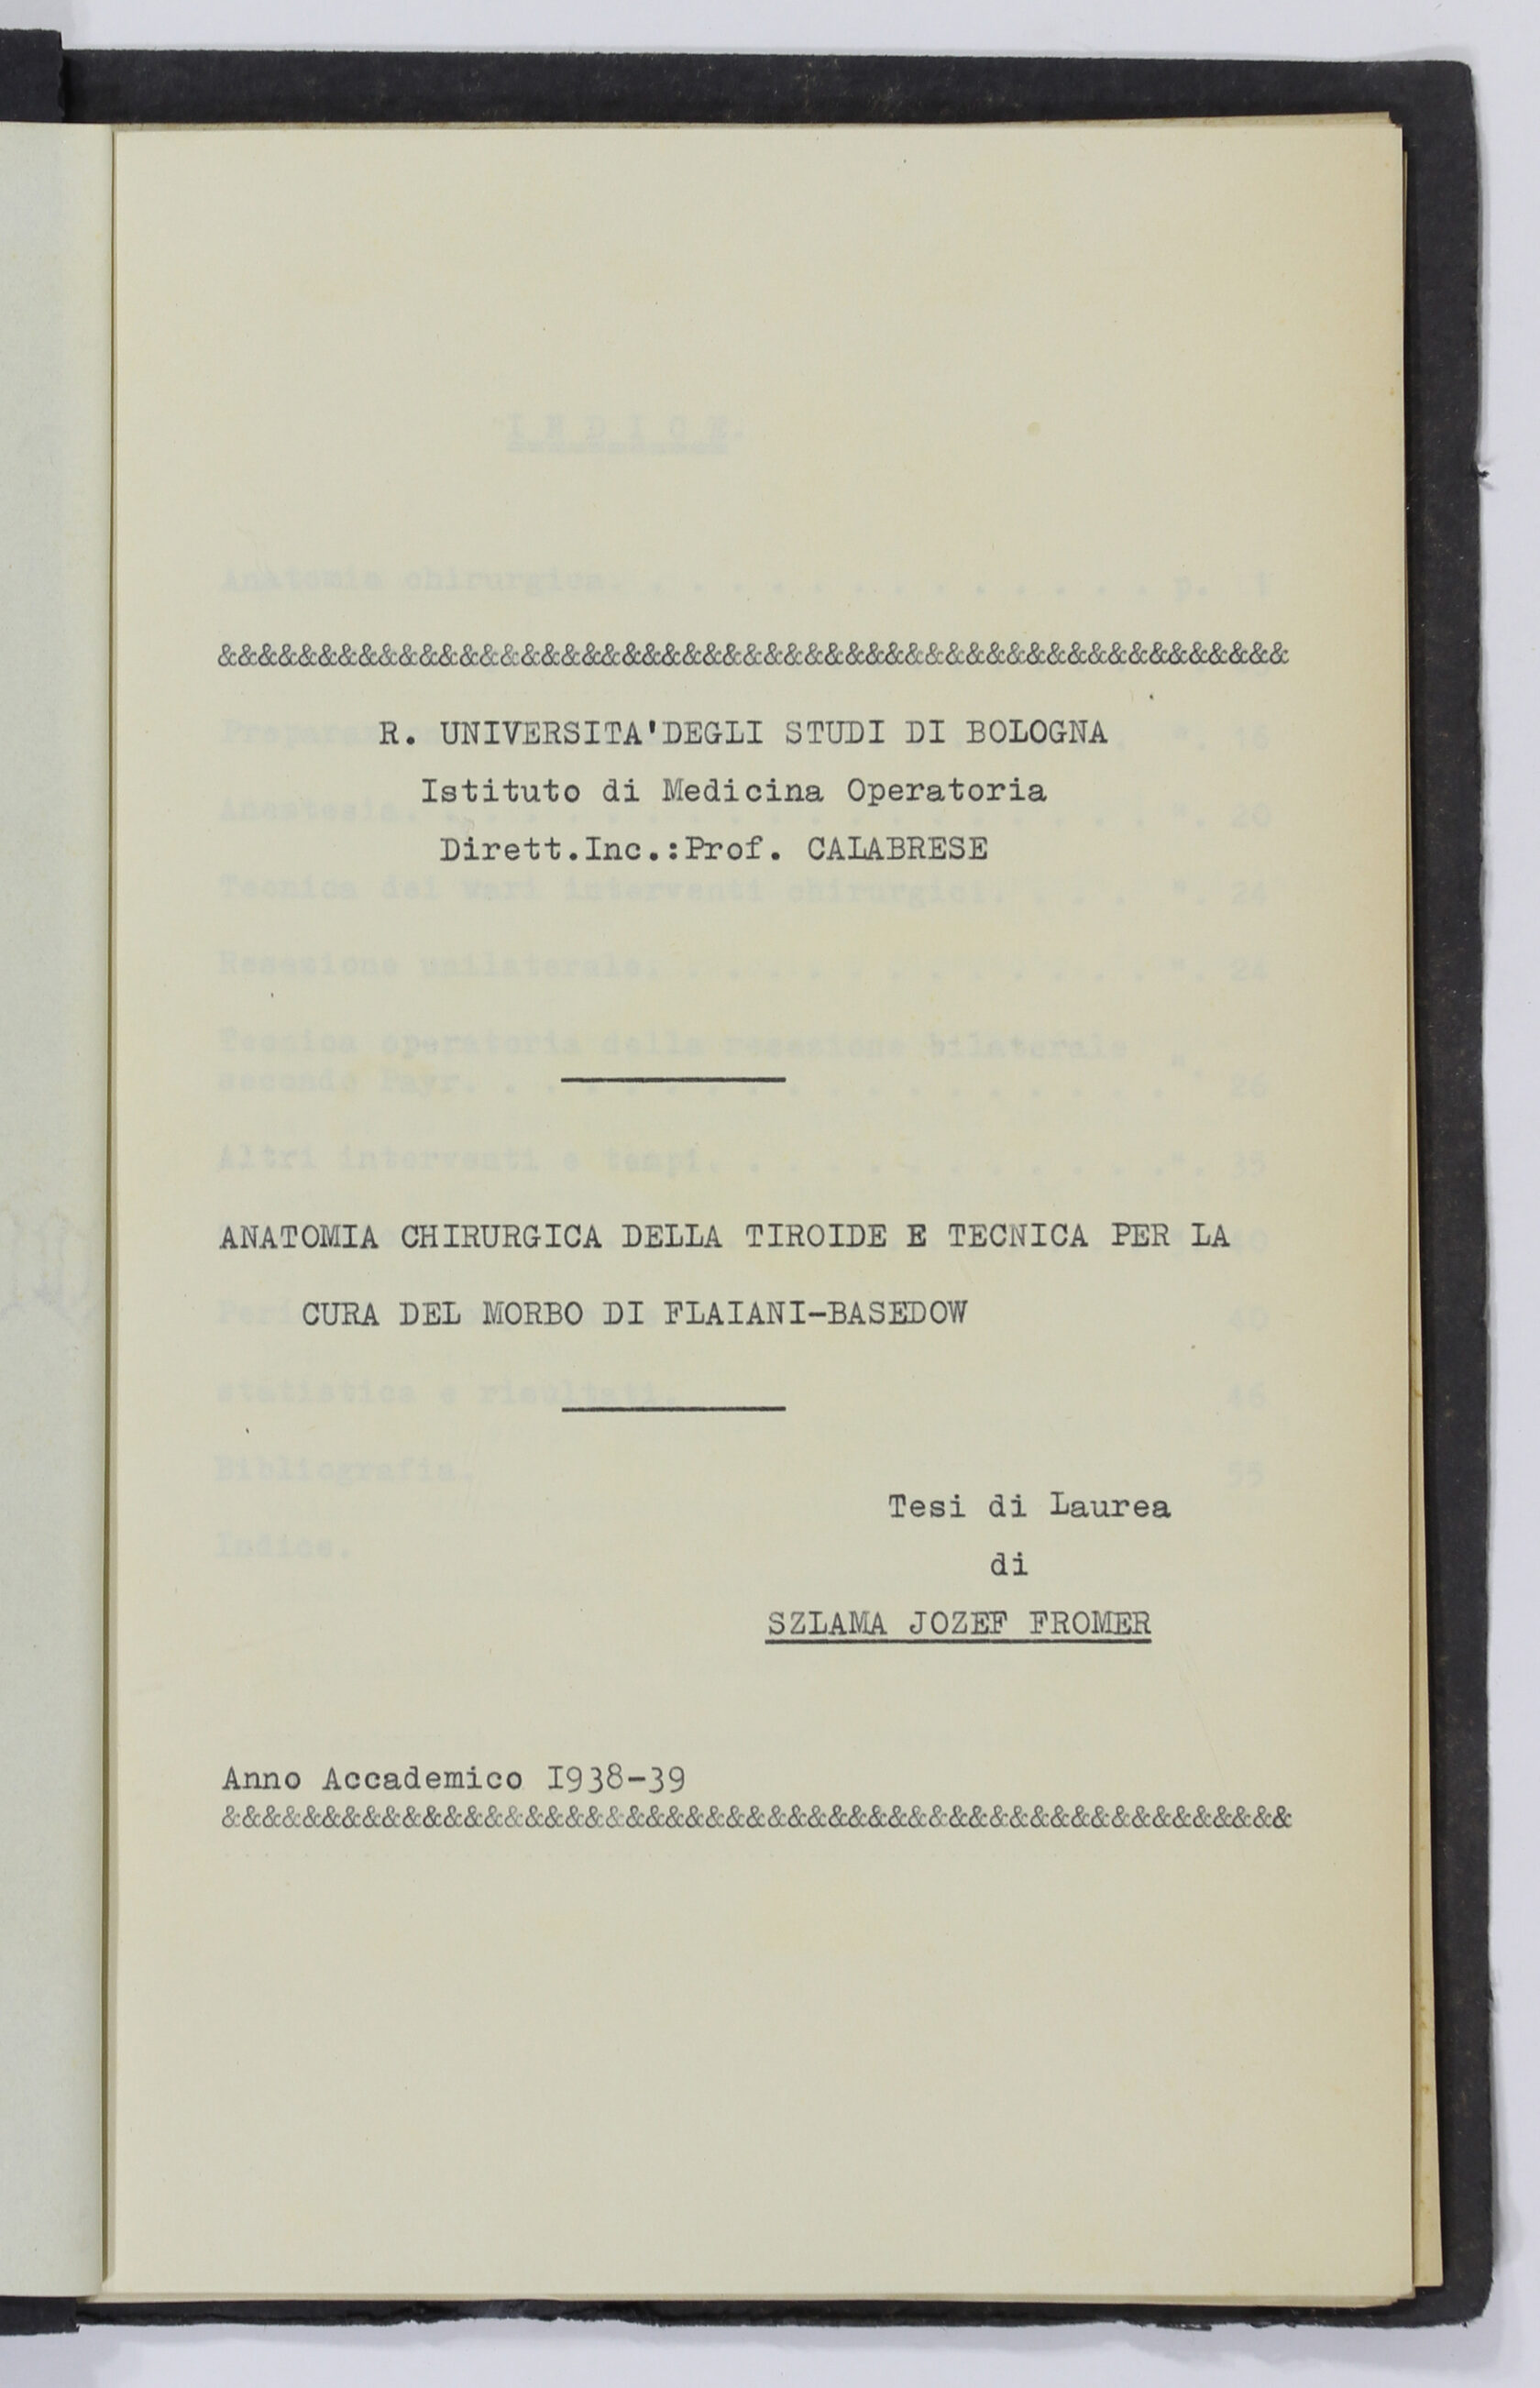 &&&&&&&&&&&&&&&&&&&&&&&&&&&&&&&&&&&&&&&&&&&&&&&&&&&&&
R. UNIVERSITA'DEGLI STUDI DI BOLOGNA
Istituto di Medicina Operatoria
Dirett.Inc.:Prof. CALABRESE
ANATOMIA CHIRURGICA DELLA TIROIDE E TECNICA PER LA
CURA DEL MORBO DI FLAIANI-BASEDOW
Tesi di Laurea
di
SZLAMA JOZEF FROMER
Anno Accademico I938-39
&&&&&&&&&&&&&&&&&&&&&&&&&&&&&&&&&&&&&&&&&&&&&&&&&&&&&